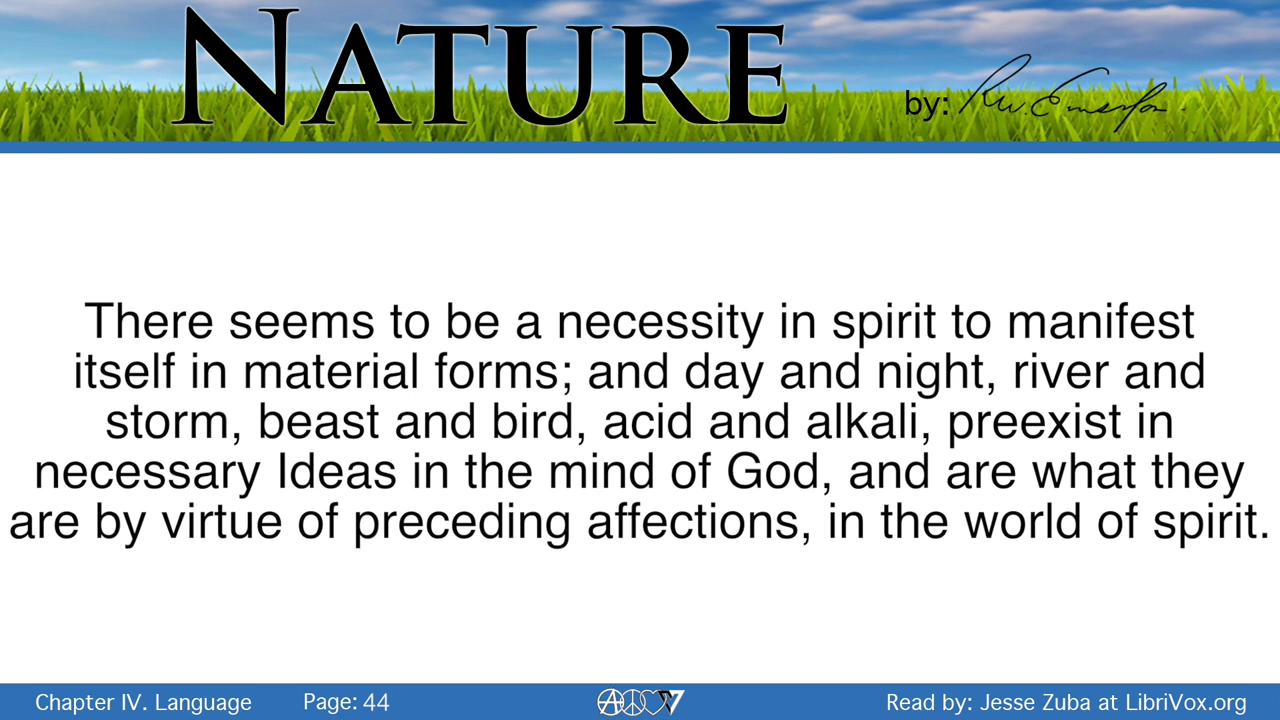 NATURE
by: R.W. Emerson.
There seems to be a necessity in spirit to manifest
itself in material forms; and day and night, river and
storm, beast and bird, acid and alkali, preexist in
necessary Ideas in the mind of God, and are what they
are by virtue of preceding affections, in the world of spirit.
Chapter IV. Language Page: 44 Read by: Jesse Zuba at LibriVox.org